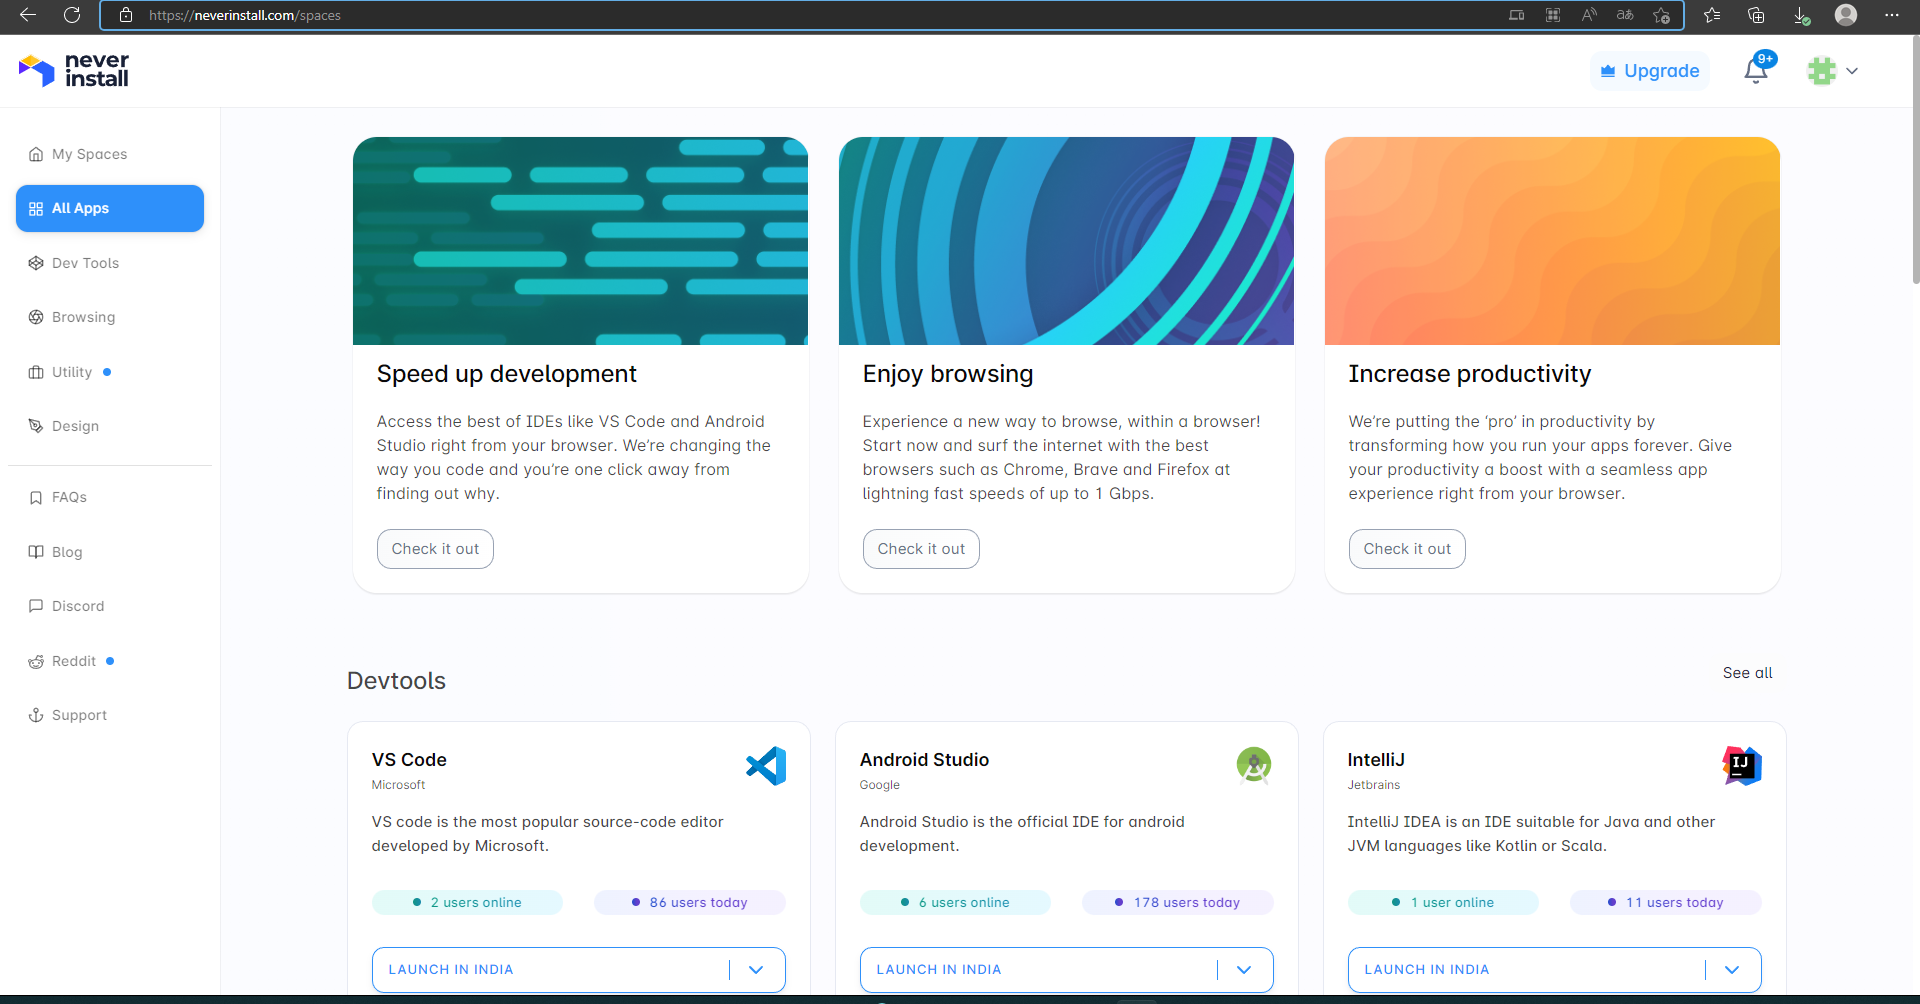 https://neverinstall.com/spaces
never
install
Upgrade
9+
My Spaces
All Apps
Dev Tools
Browsing
Utility
Design
FAQs
Blog
Discord
Reddit
Support
Speed up development
Access the best of IDEs like VS Code and Android
Studio right from your browser. We’re changing the
way you code and you’re one click away from
finding out why.
Check it out
Enjoy browsing
Experience a new way to browse, within a browser!
Start now and surf the internet with the best
browsers such as Chrome, Brave and Firefox at
lightning fast speeds of up to 1 Gbps.
Check it out
Increase productivity
We’re putting the ‘pro’ in productivity by
transforming how you run your apps forever. Give
your productivity a boost with a seamless app
experience right from your browser.
Check it out
Devtools
See all
VS Code
Microsoft
VS code is the most popular source-code editor
developed by Microsoft.
2 users online
86 users today
LAUNCH IN INDIA
Android Studio
Google
Android Studio is the official IDE for android
development.
6 users online
178 users today
LAUNCH IN INDIA
IntelliJ
Jetbrains
IJ
IntelliJ IDEA is an IDE suitable for Java and other
JVM languages like Kotlin or Scala.
1 user online
11 users today
LAUNCH IN INDIA